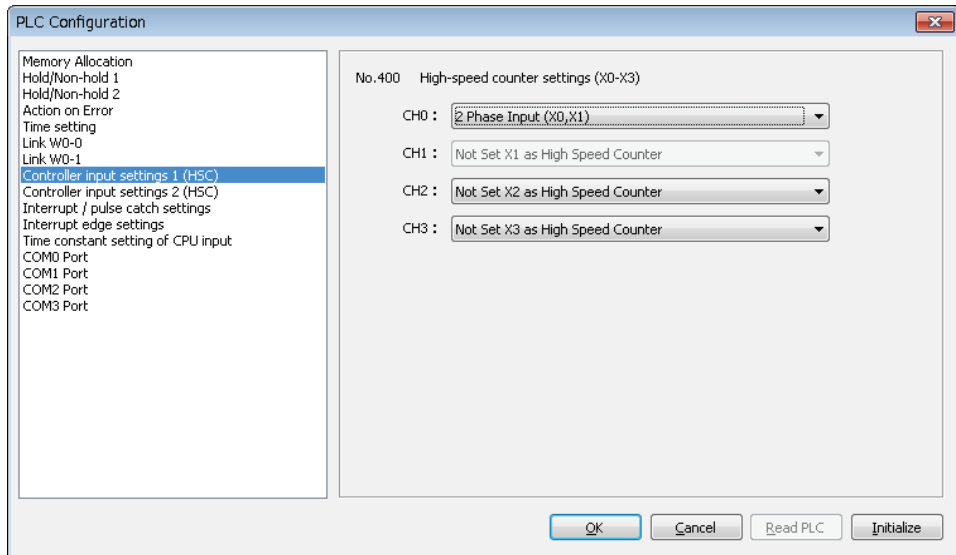 PLC Configuration
Memory Allocation
Hold/Non-hold 1
Hold/Non-hold 2
Action on Error
Time setting
Link W0-0
Link W0-1
Controller input settings 1 (HSC)
Controller input settings 2 (HSC)
Interrupt / pulse catch settings
Interrupt edge settings
Time constant setting of CPU input
COM0 Port
COM1 Port
COM2 Port
COM3 Port
No.400 High-speed counter settings (X0-X3)
CH0 : 2 Phase Input (X0,X1)
CH1 : Not Set X1 as High Speed Counter
CH2 : Not Set X2 as High Speed Counter
CH3 : Not Set X3 as High Speed Counter
OK Cancel Read PLC Initialize